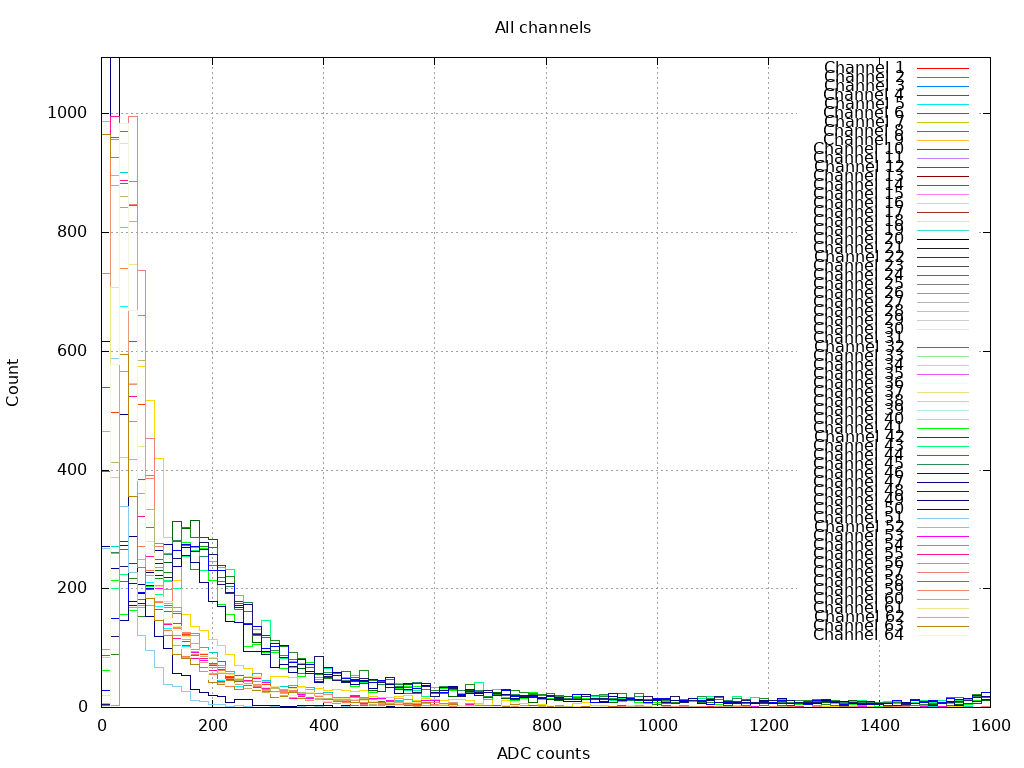 All channels
Channel 1
Channel 2
Channel 3
Channel 4
Channel 5
Channel 6
Channel 7
Channel 8
Channel 9
Channel 10
Channel 11
Channel 12
Channel 13
Channel 14
Channel 15
Channel 16
Channel 17
Channel 18
Channel 19
Channel 20
Channel 21
Channel 22
Channel 23
Channel 24
Channel 25
Channel 26
Channel 27
Channel 28
Channel 29
Channel 30
Channel 31
Channel 32
Channel 33
Channel 34
Channel 35
Channel 36
Channel 37
Channel 38
Channel 39
Channel 40
Channel 41
Channel 42
Channel 43
Channel 44
Channel 45
Channel 46
Channel 47
Channel 48
Channel 49
Channel 50
Channel 51
Channel 52
Channel 53
Channel 54
Channel 55
Channel 56
Channel 57
Channel 58
Channel 59
Channel 60
Channel 61
Channel 62
Channel 63
Channel 64
1000
800
600
400
200
0
Count
0 200 400 600 800 1000 1200 1400 1600
ADC counts